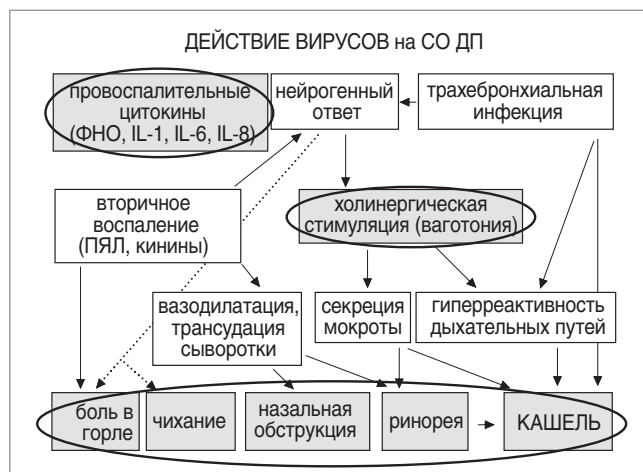 ДЕЙСТВИЕ ВИРУСОВ на СО ДП
провоспалительные
цитокины
(ФНО, IL-1, IL-6, IL-8)
нейрогенный
ответ
трахебронхиальная
инфекция
вторичное
воспаление
(ПЯЛ, кинины)
холинергическая
стимуляция (ваготония)
вазодилатация,
трансудация
сыворотки
секреция
мокроты
гиперреактивность
дыхательных путей
боль в
горле
чихание
назальная
обструкция
ринорея
КАШЕЛЬ